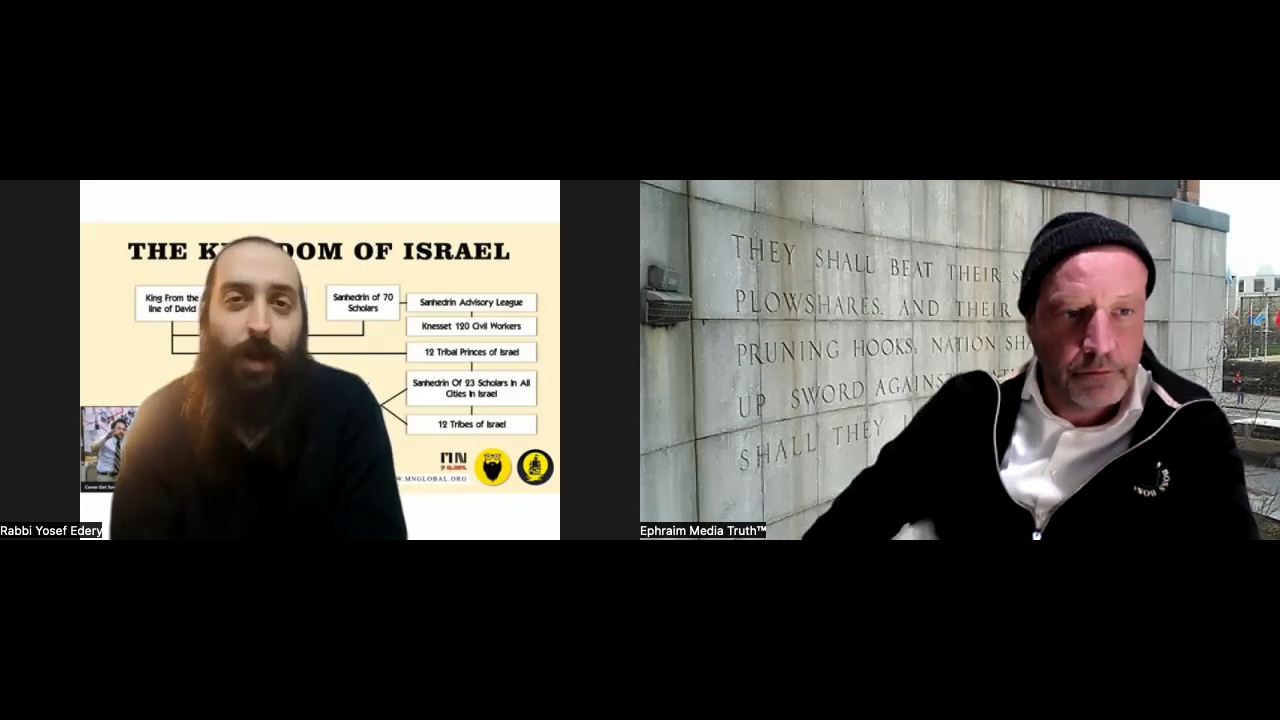 THE K DOM OF ISRAEL
King From the
line of David
Sanhedrin of 70
Scholars
Sanhedrin Advisory League
Knesset 120 Civil Workers
12 Tribal Princes of Israel
Sanhedrin Of 23 Scholars In All
Cities In Israel
12 Tribes of Israel
MN
GLOBAL
W.MNGLOBAL.ORG
Rabbi Yosef Edery
THEY SHALL BEAT THEIR S
PLOWSHARES. AND THEIR
PRUNING HOOKS: NATION SHA
UP SWORD AGAINST
SHALL THEY
BOSS
Ephraim Media Truth™